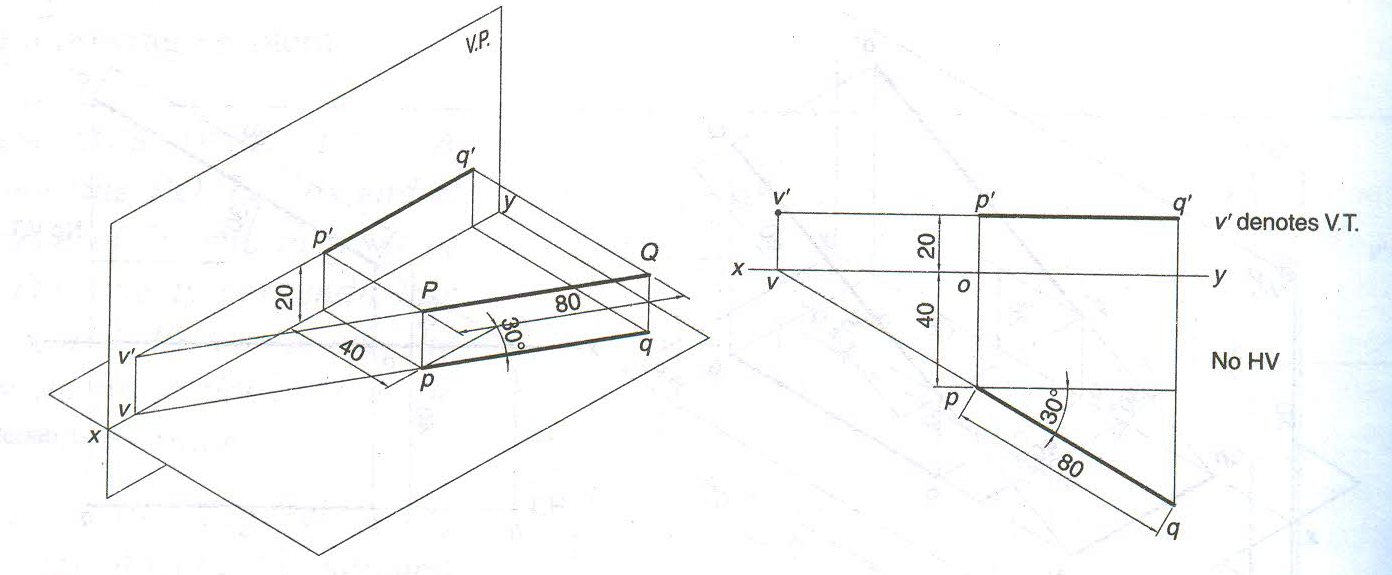 V.P.
q'
y
p'
Q
P
20
80
30°
40
q
v'
p
v
x
v'
p'
q'
v' denotes V.T.
20
x
v
o
y
40
No HV
p
30°
80
q